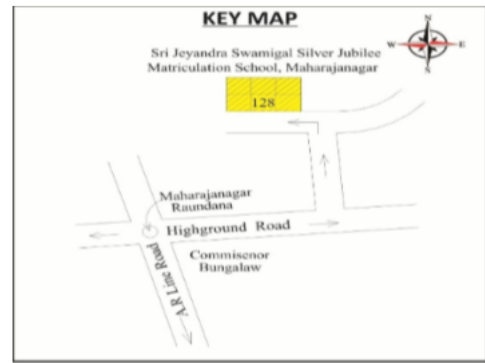 KEY MAP
N
W
E
S
Sri Jeyandra Swamigal Silver Jubilee
Matriculation School, Maharajanagar
128
Maharajanagar
Raundana
Highground Road
Commisenor
Bungalaw
A.R Line Road